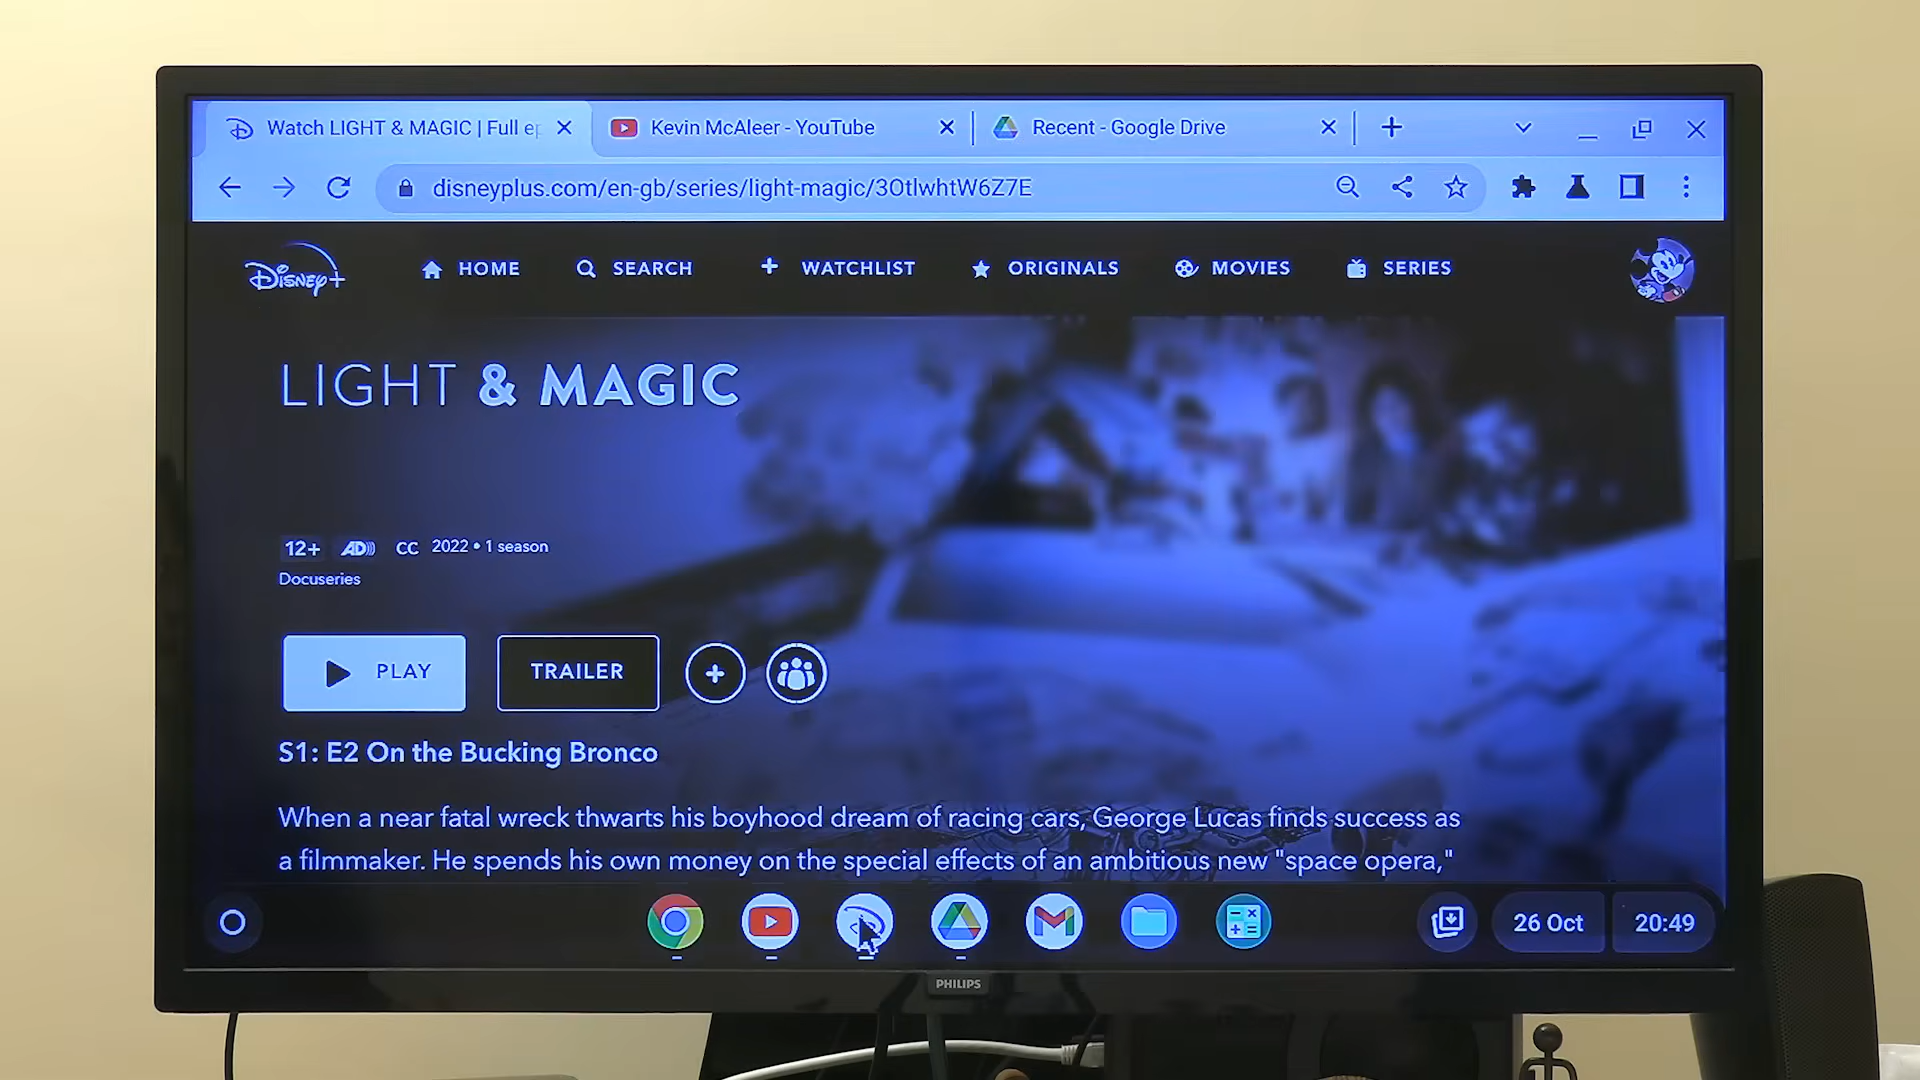 Watch LIGHT & MAGIC | Full ep
Kevin McAleer - YouTube
Recent - Google Drive
disneyplus.com/en-gb/series/light-magic/3OtlwhtW6Z7E
Disney+
HOME
SEARCH
WATCHLIST
ORIGINALS
MOVIES
SERIES
LIGHT & MAGIC
12+ AD CC 2022 • 1 season
Docuseries
PLAY
TRAILER
S1: E2 On the Bucking Bronco
When a near fatal wreck thwarts his boyhood dream of racing cars, George Lucas finds success as
a filmmaker. He spends his own money on the special effects of an ambitious new "space opera,"
26 Oct
20:49
PHILIPS